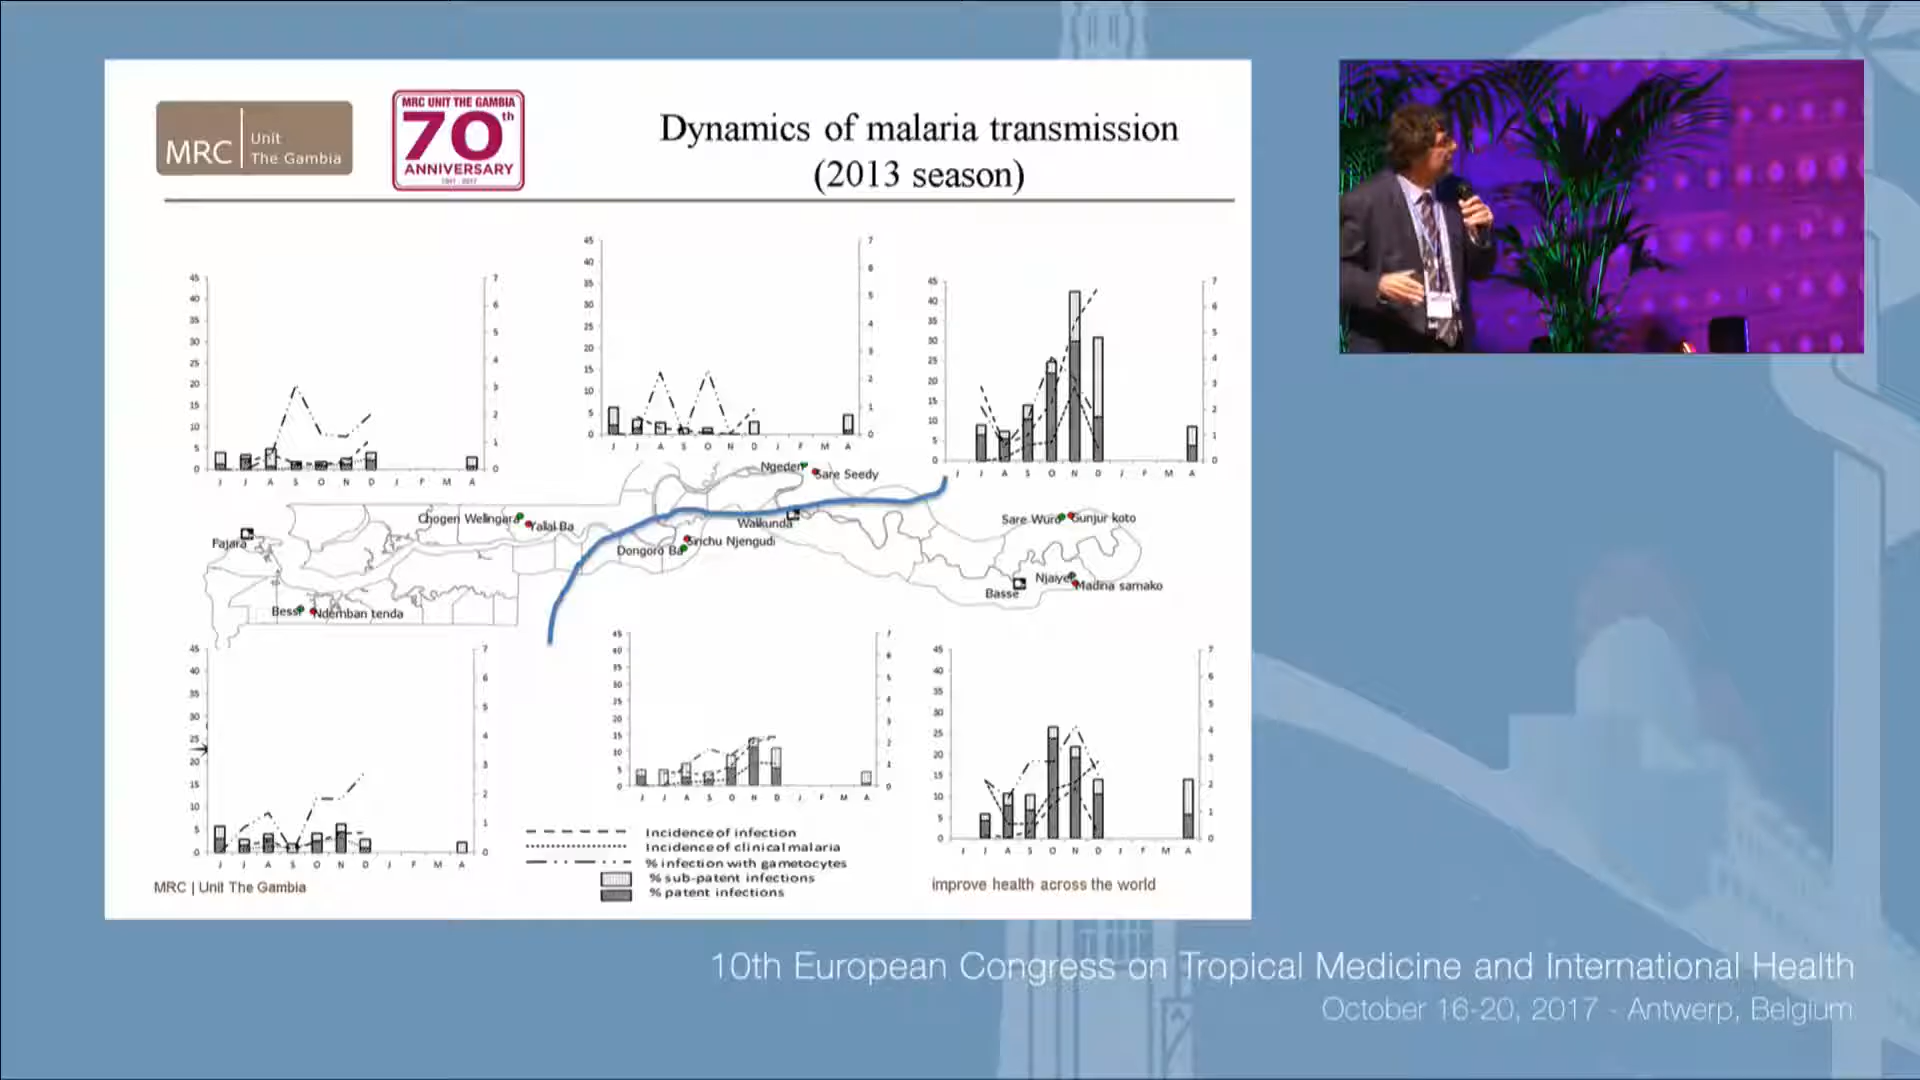 MRC
Unit
The Gambia
MRC UNIT THE GAMBIA
70th
ANNIVERSARY
Dynamics of malaria transmission
(2013 season)
Ngeden
Sare Seedy
Chogen Welingara
Yalal Ba
Walkunda
Sare Wuro
Gunjur koto
Fajara
Dongoro Ba
Sinchu Njengudi
Njaiye
Madina samako
Basse
Bessi
Ndemban tenda
Incidence of infection
Incidence of clinical malaria
% infection with gametocytes
% sub-patent infections
% patent infections
MRC | Unit The Gambia
improve health across the world
10th European Congress on Tropical Medicine and International Health
October 16-20, 2017 - Antwerp, Belgium